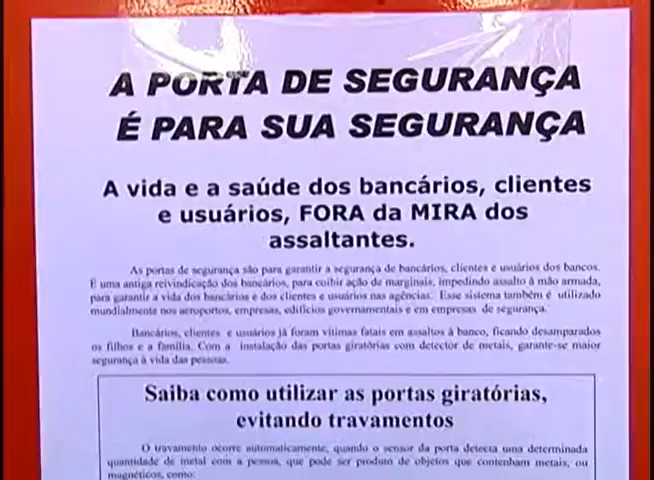 A PORTA DE SEGURANÇA
É PARA SUA SEGURANÇA
A vida e a saúde dos bancários, clientes
e usuários, FORA da MIRA dos
assaltantes.
As portas de segurança são para garantir a segurança de bancários, clientes e usuários dos bancos.
É uma antiga reivindicação dos bancários, para coibir ação de marginais, impedindo assalto à mão armada,
para garantir a vida dos bancários e dos clientes e usuários nas agências. Esse sistema também é utilizado
mundialmente nos aeroportos, empresas, edifícios governamentais e em empresas de segurança.
Bancários, clientes e usuários já foram vítimas fatais em assaltos à banco, ficando desamparados
os filhos e a família. Com a instalação das portas giratórias com detector de metais, garante-se maior
segurança à vida das pessoas.
Saiba como utilizar as portas giratórias,
evitando travamentos
O travamento ocorre automaticamente, quando o sensor da porta detecta uma determinada
quantidade de metal com a pessoa, que pode ser produto de objetos que contenham metais, ou
magnéticos, como: